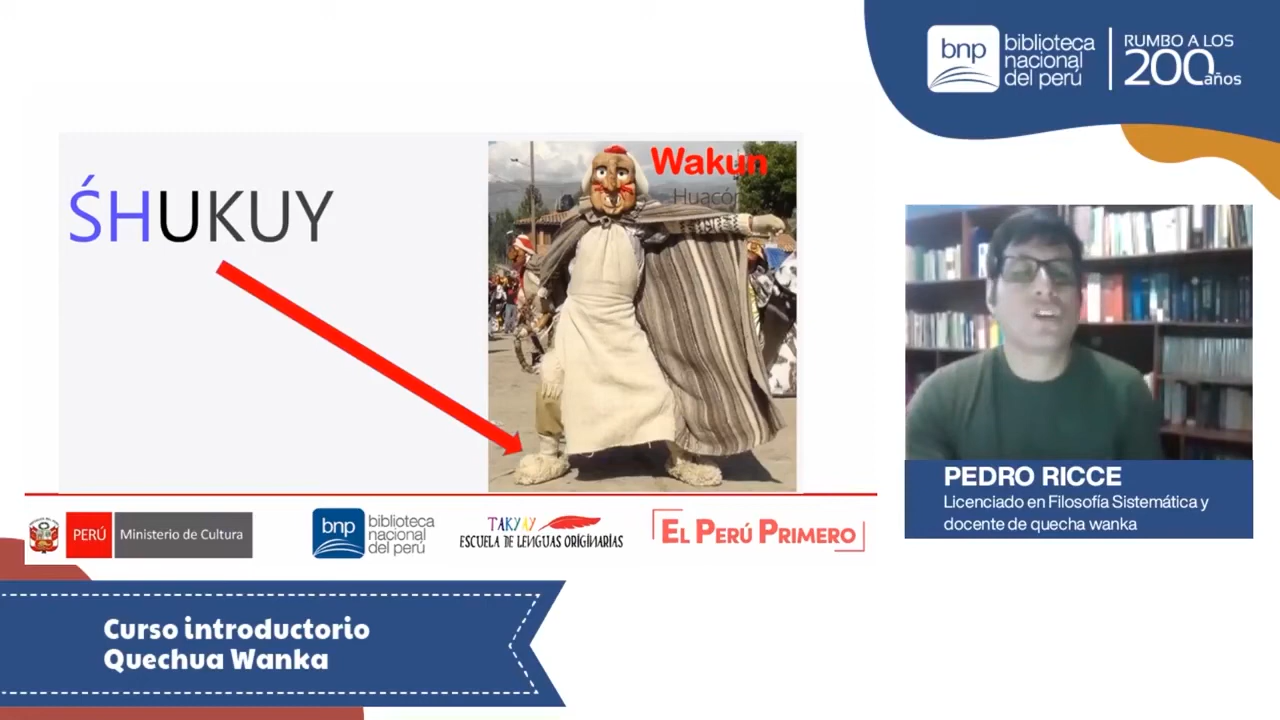 bnp
biblioteca
nacional
del perú
RUMBO A LOS
200
años
ŚHUKUY
Wakun
Huacón
PEDRO RICCE
Licenciado en Filosofía Sistemática y
docente de quecha wanka
PERÚ
Ministerio de Cultura
bnp
biblioteca
nacional
del perú
TAKYAY
ESCUELA DE LENGUAS ORIGINARIAS
EL PERÚ PRIMERO
Curso introductorio
Quechua Wanka